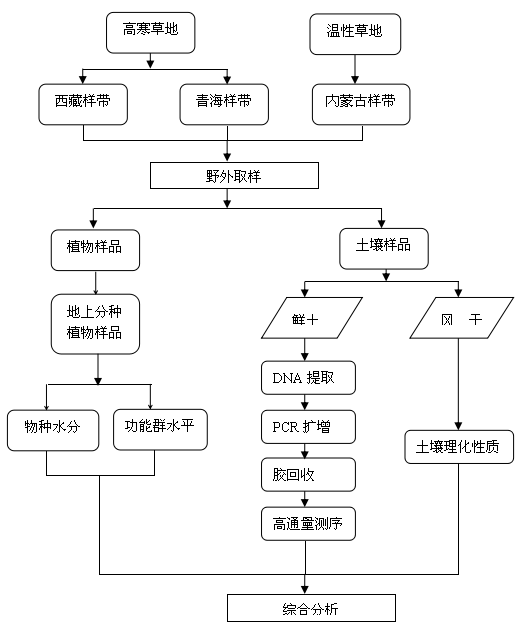 高寒草地
温性草地
西藏样带
青海样带
内蒙古样带
野外取样
植物样品
土壤样品
地上分种
植物样品
鲜十
冈 干
DNA 提取
物种水分
功能群水平
PCR 扩增
土壤理化性质
胶回收
高通量测序
综合分析